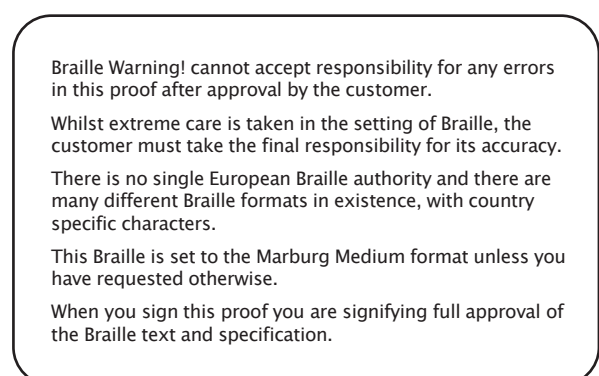 Braille Warning! cannot accept responsibility for any errors
in this proof after approval by the customer.
Whilst extreme care is taken in the setting of Braille, the
customer must take the final responsibility for its accuracy.
There is no single European Braille authority and there are
many different Braille formats in existence, with country
specific characters.
This Braille is set to the Marburg Medium format unless you
have requested otherwise.
When you sign this proof you are signifying full approval of
the Braille text and specification.